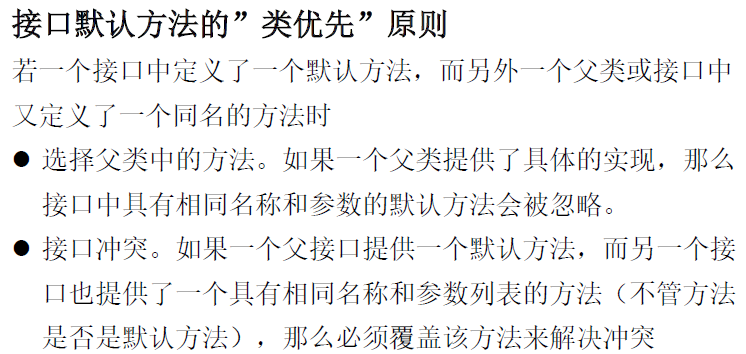 接口默认方法的”类优先”原则
若一个接口中定义了一个默认方法，而另外一个父类或接口中
又定义了一个同名的方法时
● 选择父类中的方法。如果一个父类提供了具体的实现，那么
接口中具有相同名称和参数的默认方法会被忽略。
● 接口冲突。如果一个父接口提供一个默认方法，而另一个接
口也提供了一个具有相同名称和参数列表的方法（不管方法
是否是默认方法），那么必须覆盖该方法来解决冲突